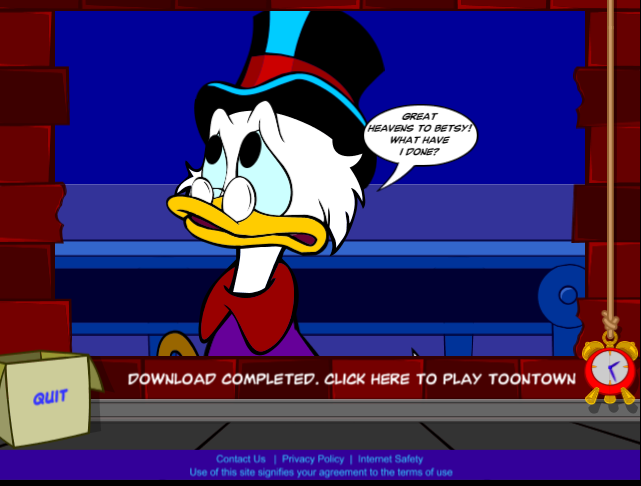 GREAT
HEAVENS TO BETSY!
WHAT HAVE
I DONE?
QUIT
DOWNLOAD COMPLETED. CLICK HERE TO PLAY TOONTOWN
Contact Us | Privacy Policy | Internet Safety
Use of this site signifies your agreement to the terms of use